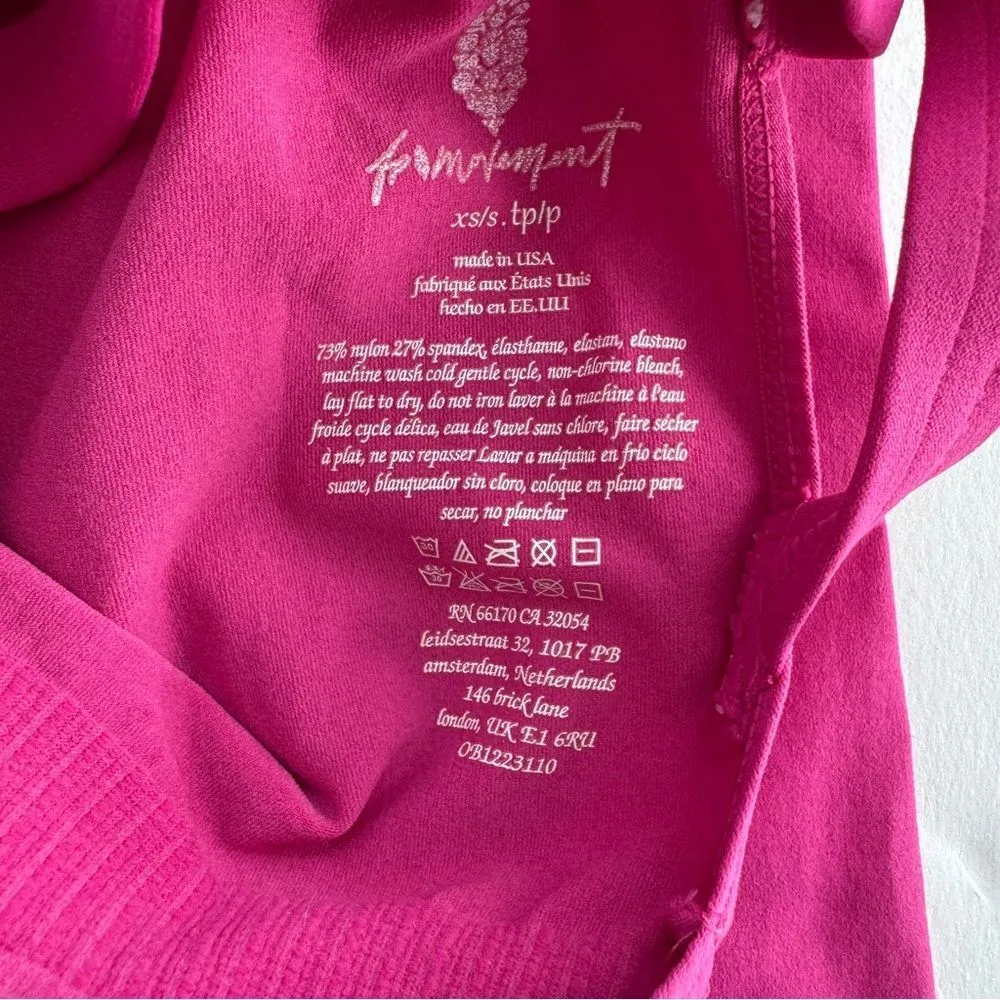 fp movement
xs/s . tp/p
made in USA
fabriqué aux États Unis
hecho en EE.UU
73% nylon 27% spandex, élasthanne, elastan, elastano
machine wash cold gentle cycle, non-chlorine bleach,
lay flat to dry, do not iron laver à la machine à l'eau
froide cycle délica, eau de Javel sans chlore, faire sécher
à plat, ne pas repasser Lavar a máquina en frío ciclo
suave, blanqueador sin cloro, coloque en plano para
secar, no planchar
30
30
RN 66170 CA 32054
leidsestraat 32, 1017 PB
amsterdam, Netherlands
146 brick lane
london, UK E1 6RU
OB1223110